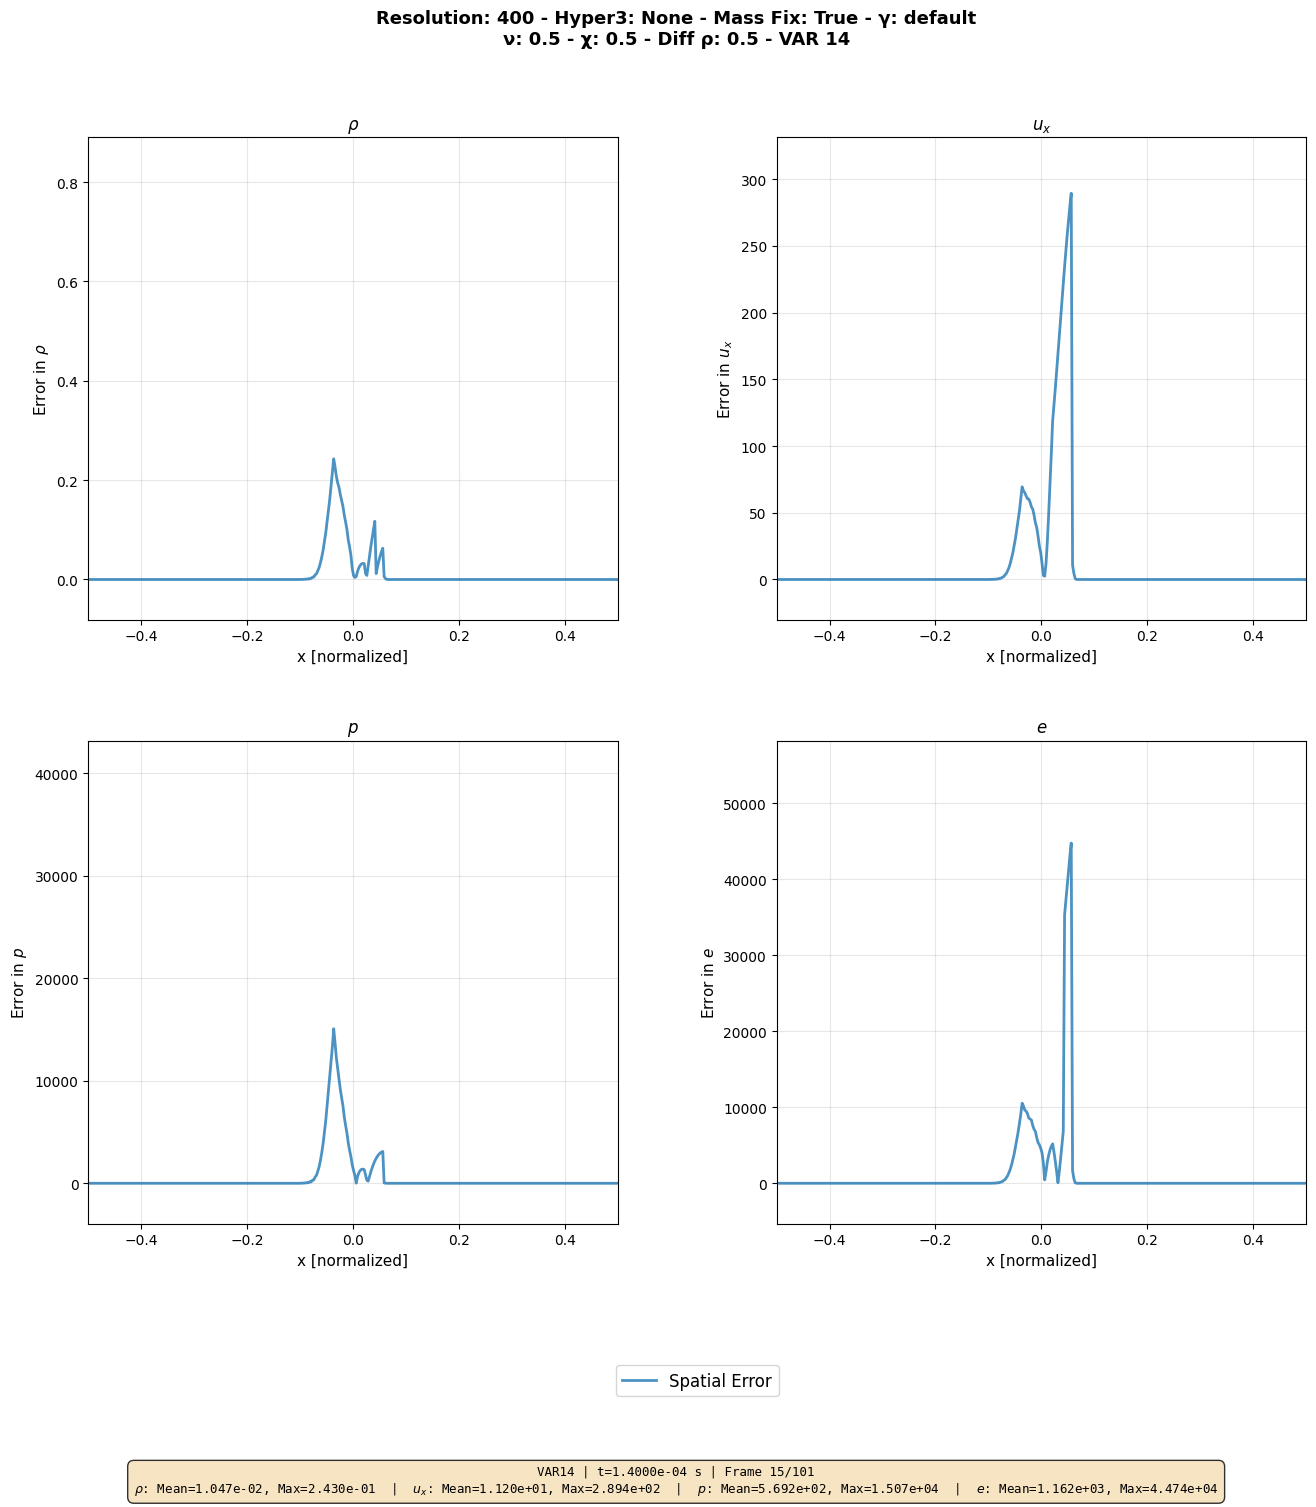 Resolution: 400 - Hyper3: None - Mass Fix: True - γ: default
ν: 0.5 - χ: 0.5 - Diff ρ: 0.5 - VAR 14
ρ
Error in ρ
0.8
0.6
0.4
0.2
0.0
−0.4 −0.2 0.0 0.2 0.4
x [normalized]
u_x
Error in u_x
300
250
200
150
100
50
0
−0.4 −0.2 0.0 0.2 0.4
x [normalized]
p
Error in p
40000
30000
20000
10000
0
−0.4 −0.2 0.0 0.2 0.4
x [normalized]
e
Error in e
50000
40000
30000
20000
10000
0
−0.4 −0.2 0.0 0.2 0.4
x [normalized]
Spatial Error
VAR14 | t=1.4000e-04 s | Frame 15/101
ρ: Mean=1.047e-02, Max=2.430e-01 | u_x: Mean=1.120e+01, Max=2.894e+02 | p: Mean=5.692e+02, Max=1.507e+04 | e: Mean=1.162e+03, Max=4.474e+04